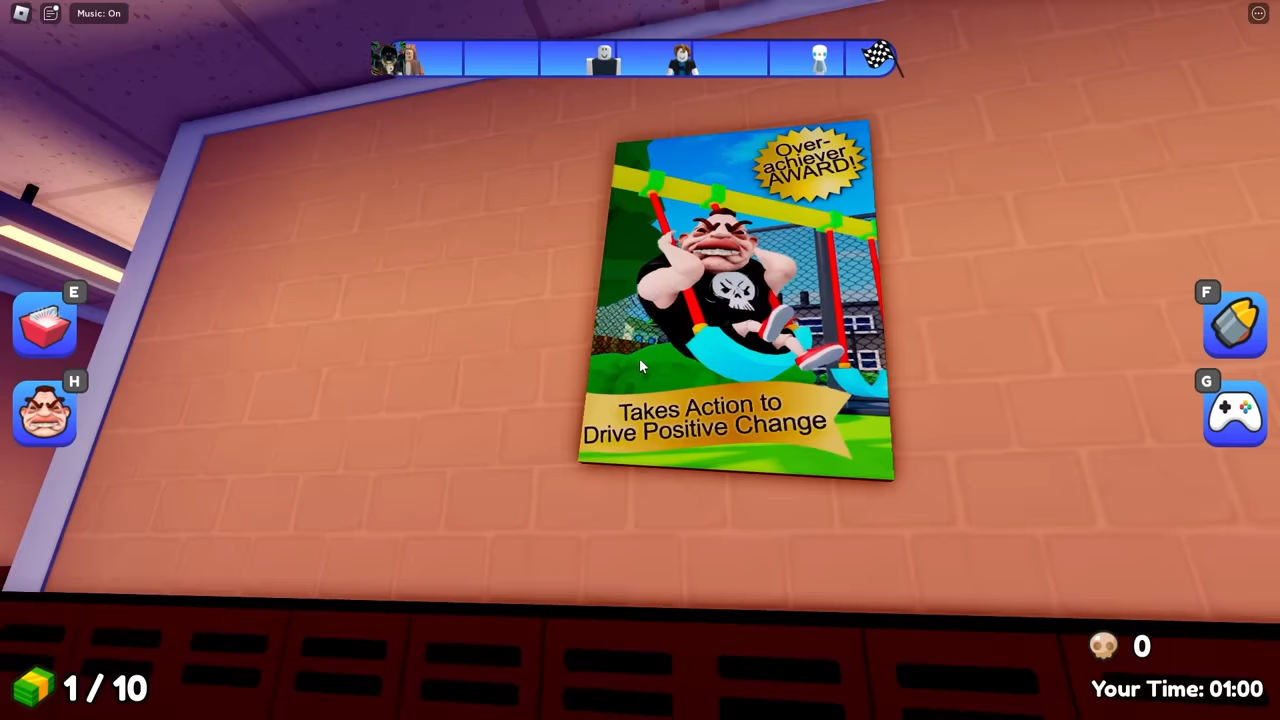 Music: On
Over-
achiever
AWARD!
E
F
H
G
Takes Action to
Drive Positive Change
0
1 / 10
Your Time: 01:00